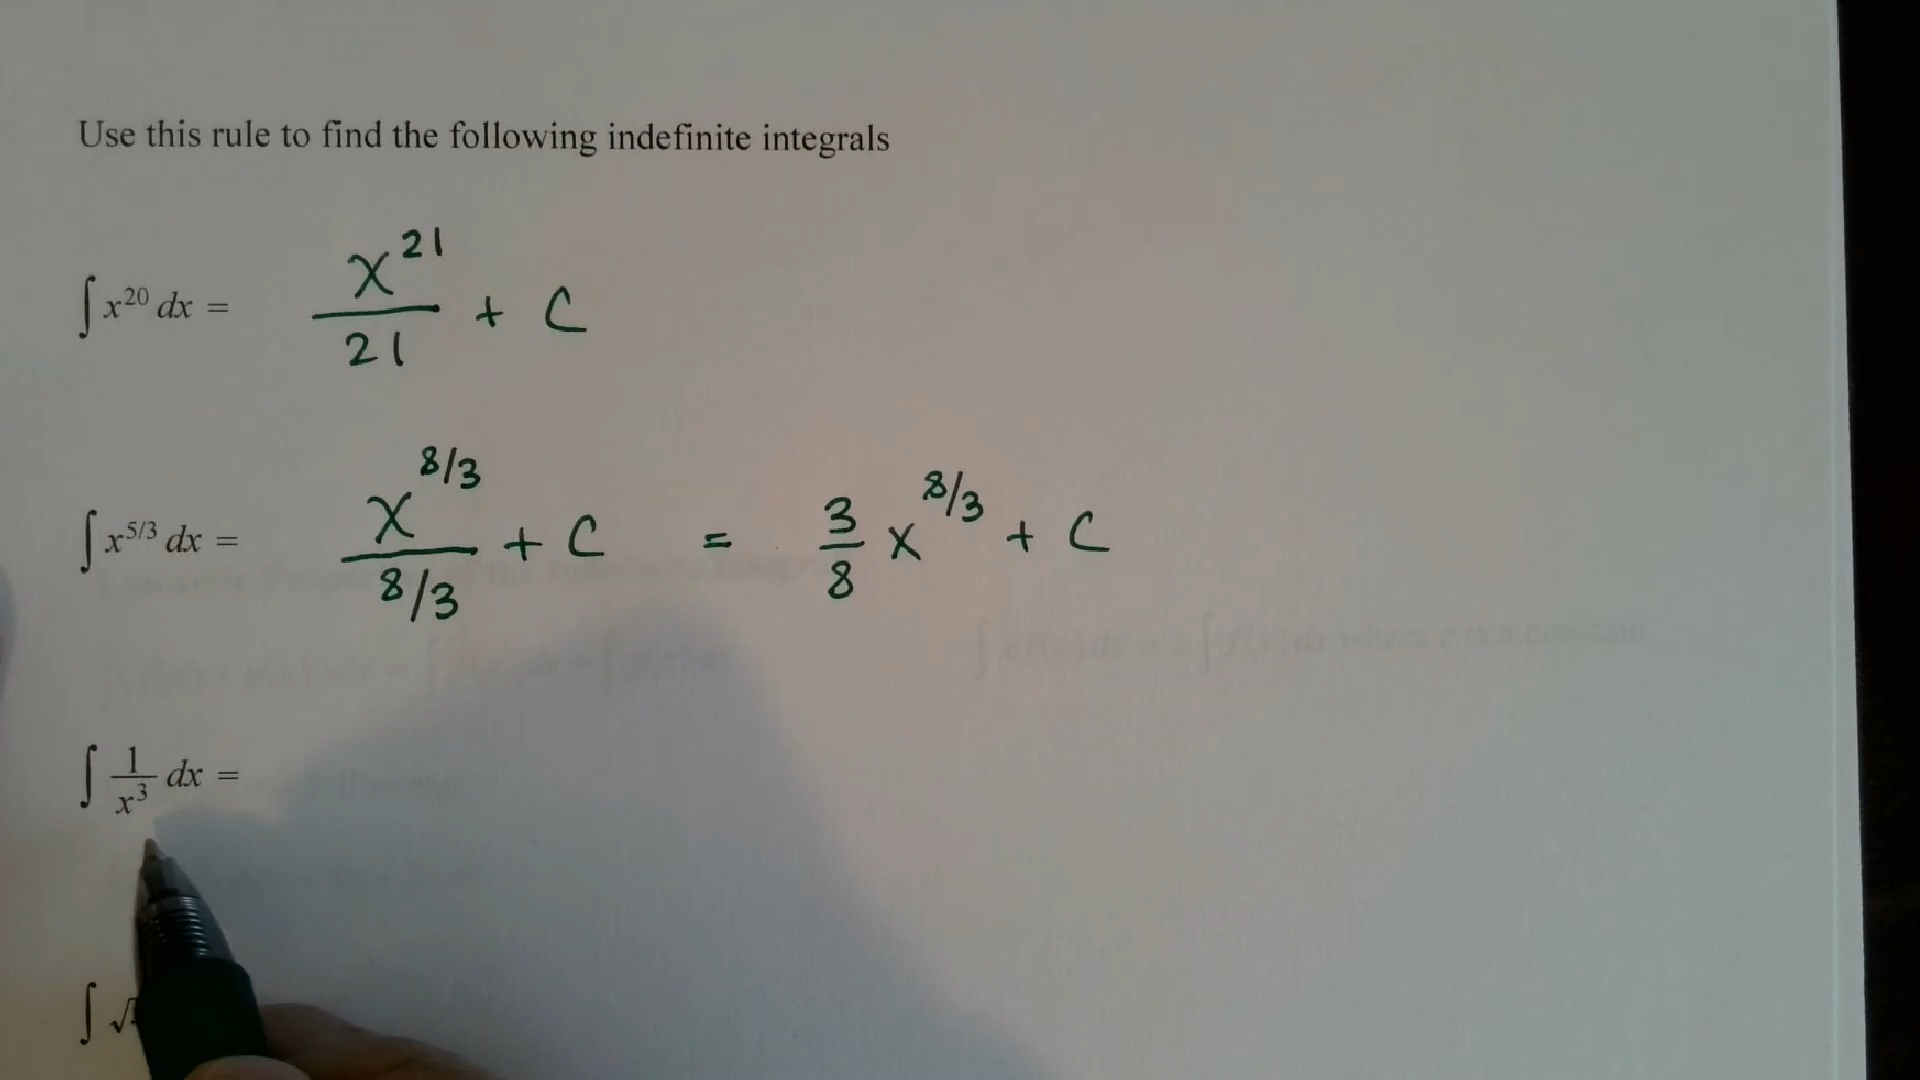 Use this rule to find the following indefinite integrals
∫ x^20 dx = x^21/21 + C
∫ x^5/3 dx = x^8/3 / 8/3 + C = 3/8 x^8/3 + C
∫ 1/x^3 dx =
∫ √